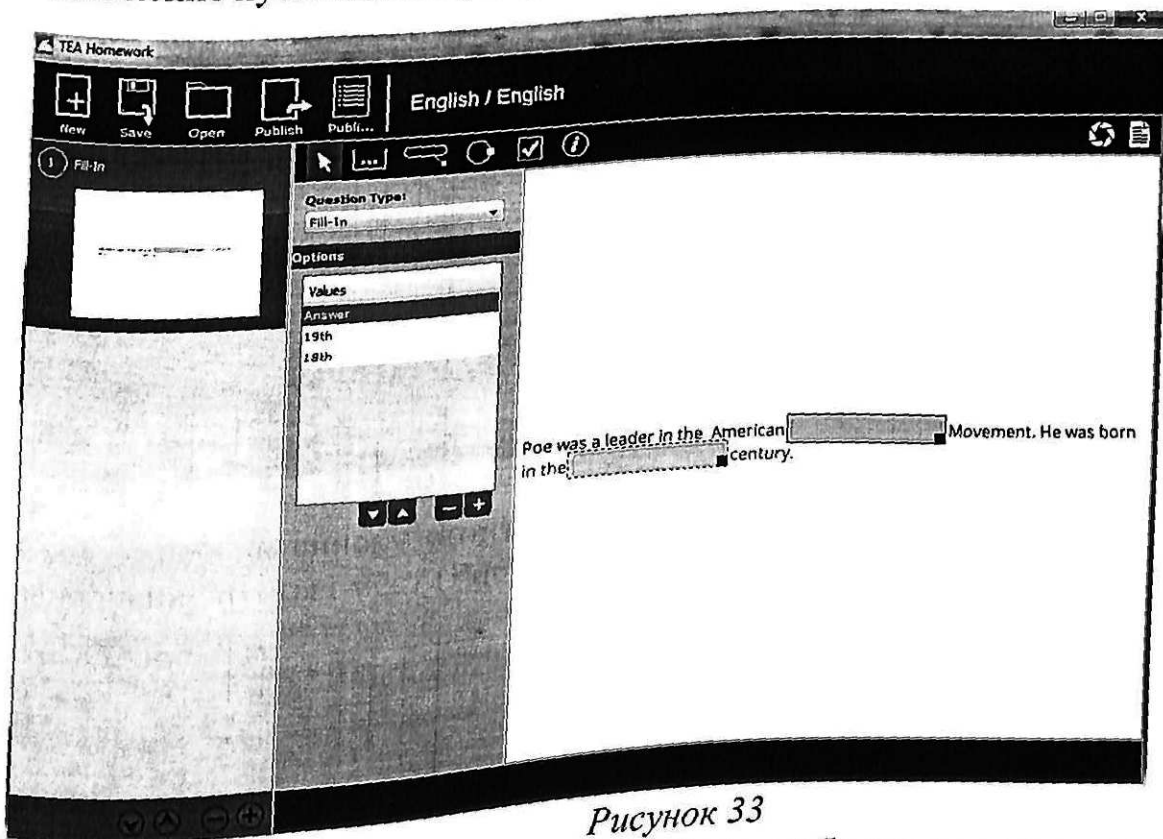 TEA Homework
New Save Open Publish Publi...
English / English
1 Fill-In
Question Type:
Fill-In
Options
Values
Answer
19th
18th
Poe was a leader in the American Movement. He was born
in the century.
Рисунок 33